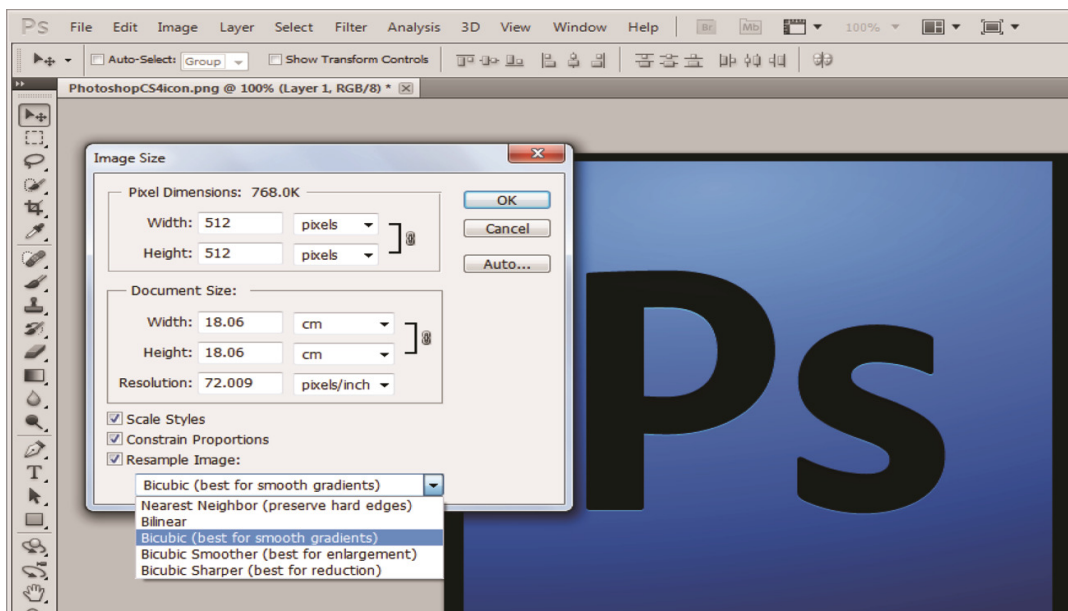 Ps File Edit Image Layer Select Filter Analysis 3D View Window Help Br Mb 100%
Auto-Select: Group Show Transform Controls
PhotoshopCS4icon.png @ 100% (Layer 1, RGB/8) *
Image Size
Pixel Dimensions: 768.0K
OK
Width: 512 pixels
Cancel
Height: 512 pixels
Auto...
Document Size:
Width: 18.06 cm
Height: 18.06 cm
Resolution: 72.009 pixels/inch
Scale Styles
Constrain Proportions
Resample Image:
Bicubic (best for smooth gradients)
Nearest Neighbor (preserve hard edges)
Bilinear
Bicubic (best for smooth gradients)
Bicubic Smoother (best for enlargement)
Bicubic Sharper (best for reduction)
T
Ps